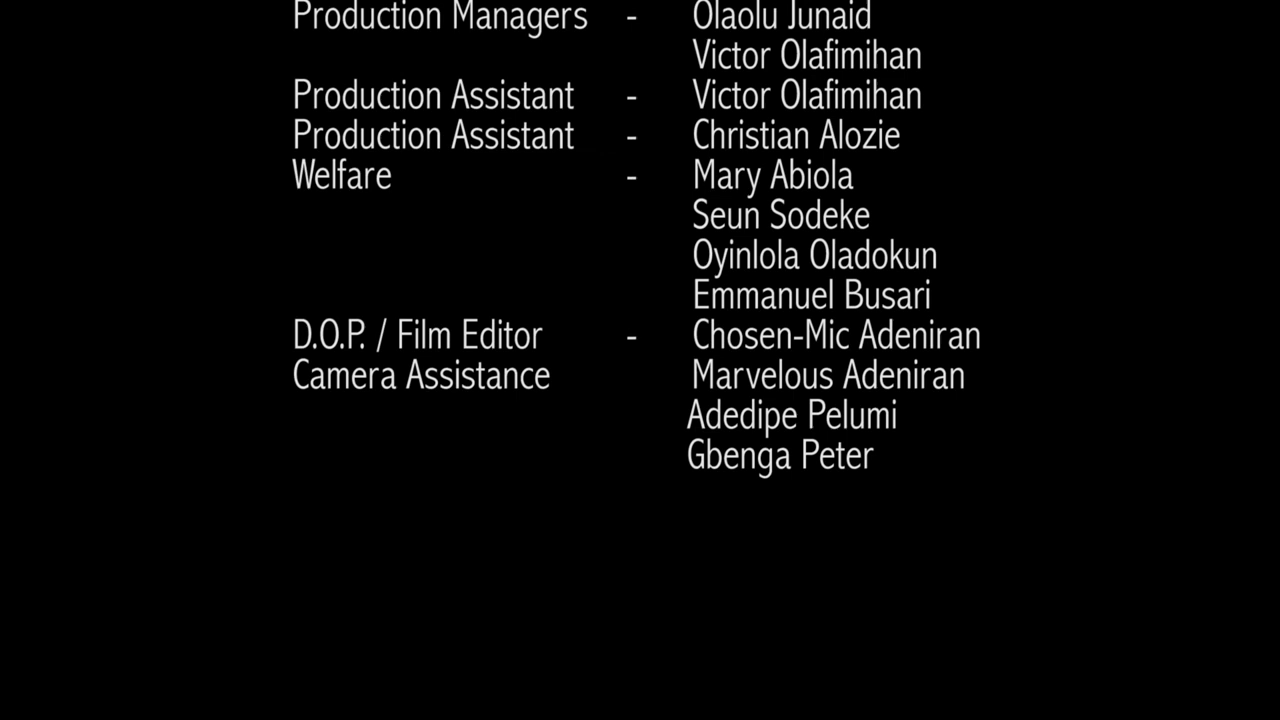 Production Managers - Olaolu Junaid
Victor Olafimihan
Production Assistant - Victor Olafimihan
Production Assistant - Christian Alozie
Welfare - Mary Abiola
Seun Sodeke
Oyinlola Oladokun
Emmanuel Busari
D.O.P. / Film Editor - Chosen-Mic Adeniran
Camera Assistance Marvelous Adeniran
Adedipe Pelumi
Gbenga Peter